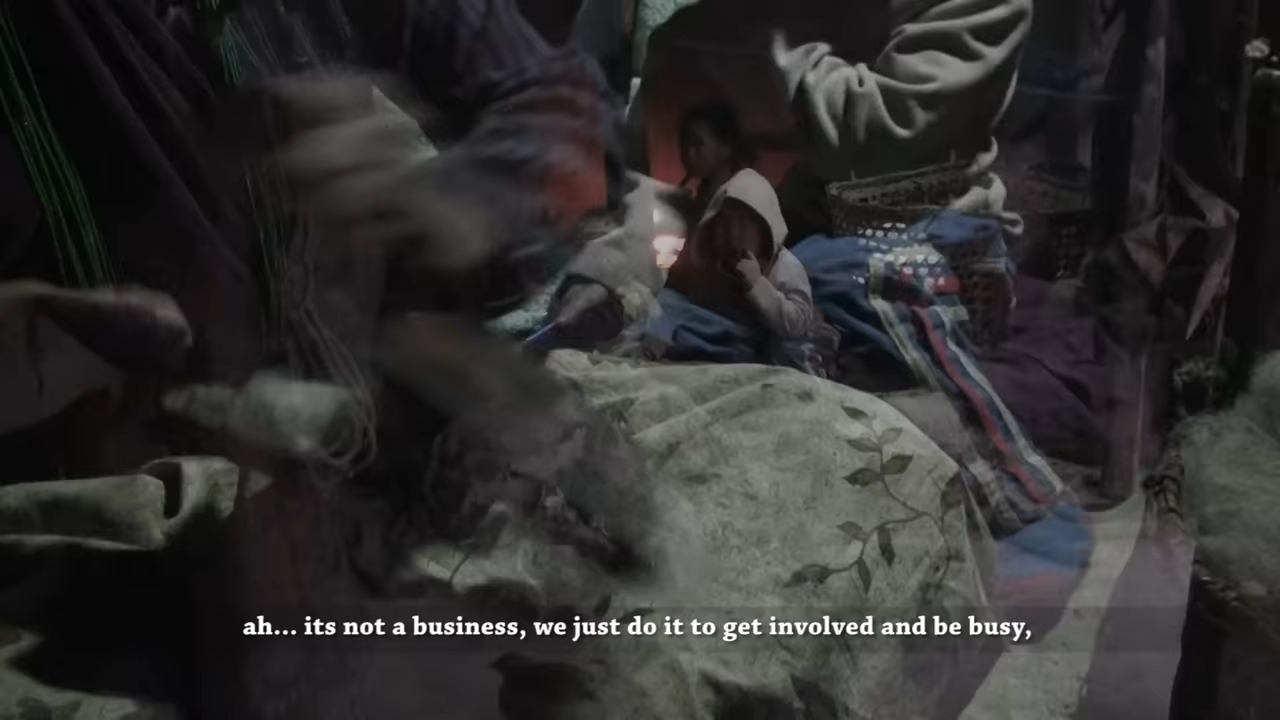 ah... its not a business, we just do it to get involved and be busy,